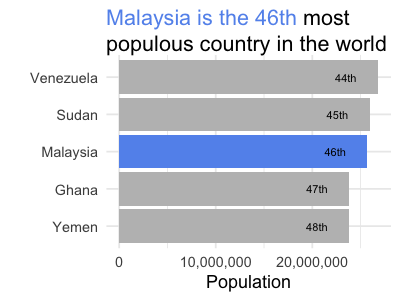 Malaysia is the 46th most
populous country in the world
Venezuela 44th
Sudan 45th
Malaysia 46th
Ghana 47th
Yemen 48th
0 10,000,000 20,000,000
Population